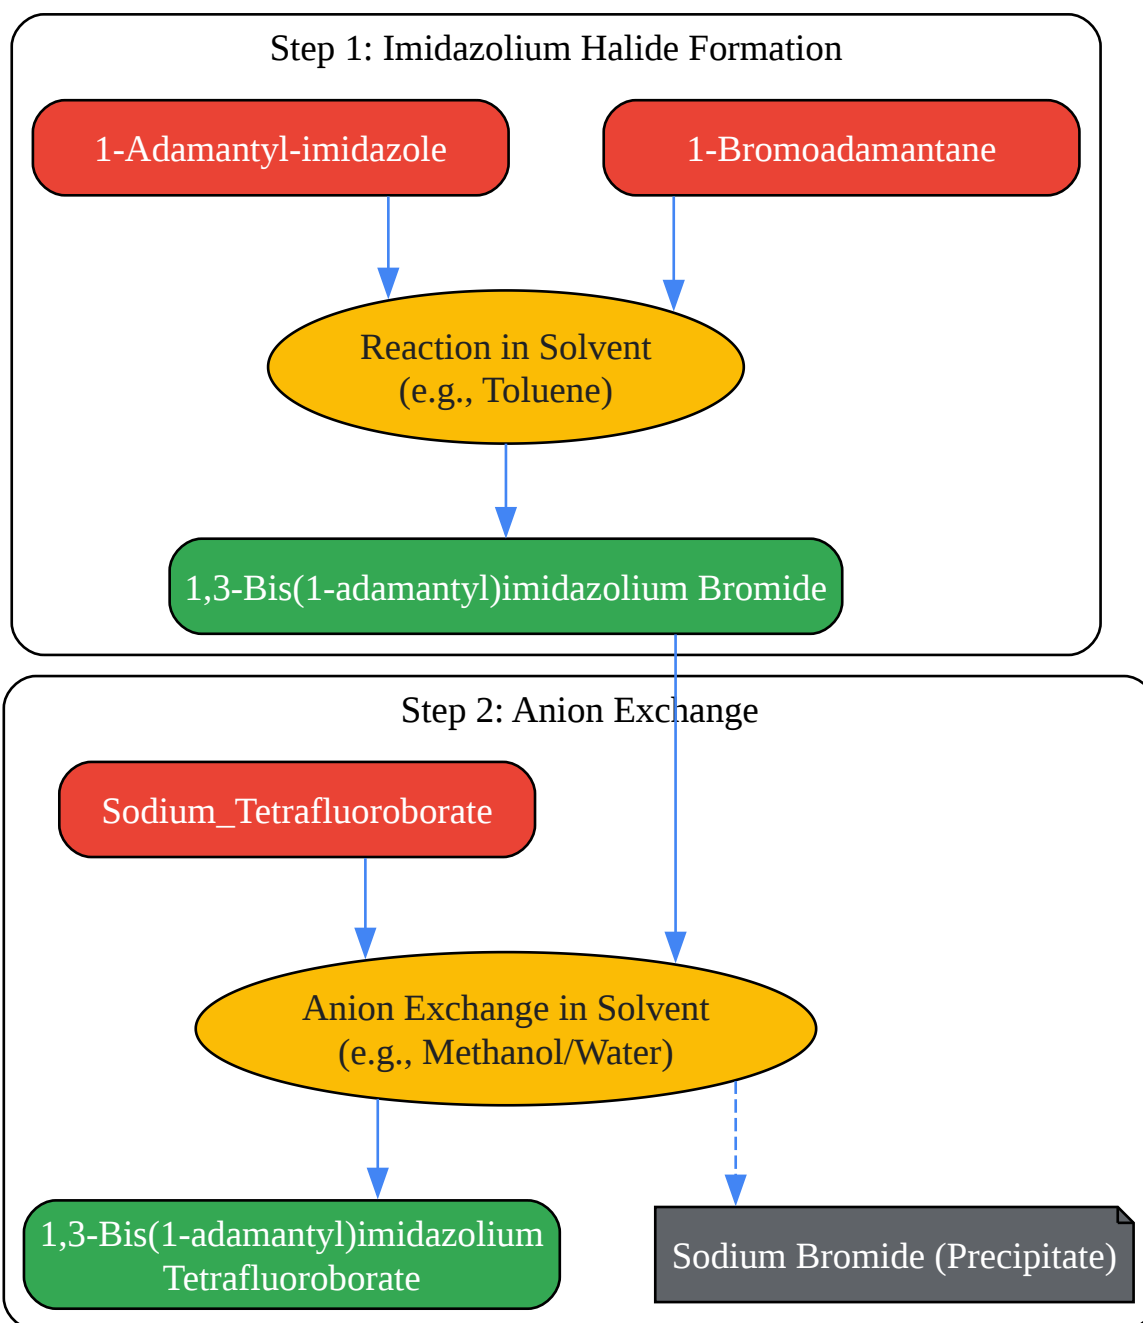 Step 1: Imidazolium Halide Formation
1-Adamantyl-imidazole
1-Bromoadamantane
Reaction in Solvent
(e.g., Toluene)
1,3-Bis(1-adamantyl)imidazolium Bromide
Step 2: Anion Exchange
Sodium_Tetrafluoroborate
Anion Exchange in Solvent
(e.g., Methanol/Water)
1,3-Bis(1-adamantyl)imidazolium
Tetrafluoroborate
Sodium Bromide (Precipitate)